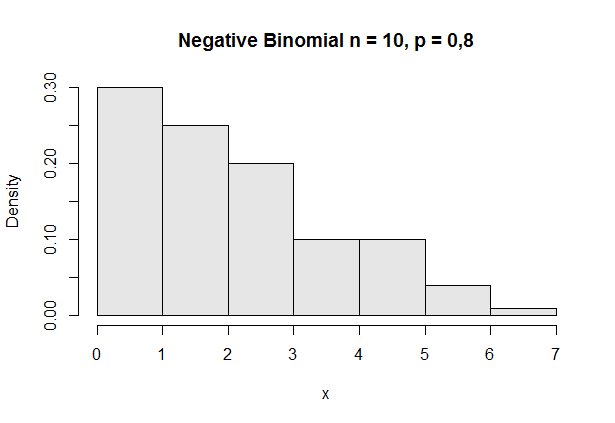 Negative Binomial n = 10, p = 0,8
Density
0.30
0.20
0.10
0.00
0 1 2 3 4 5 6 7
x